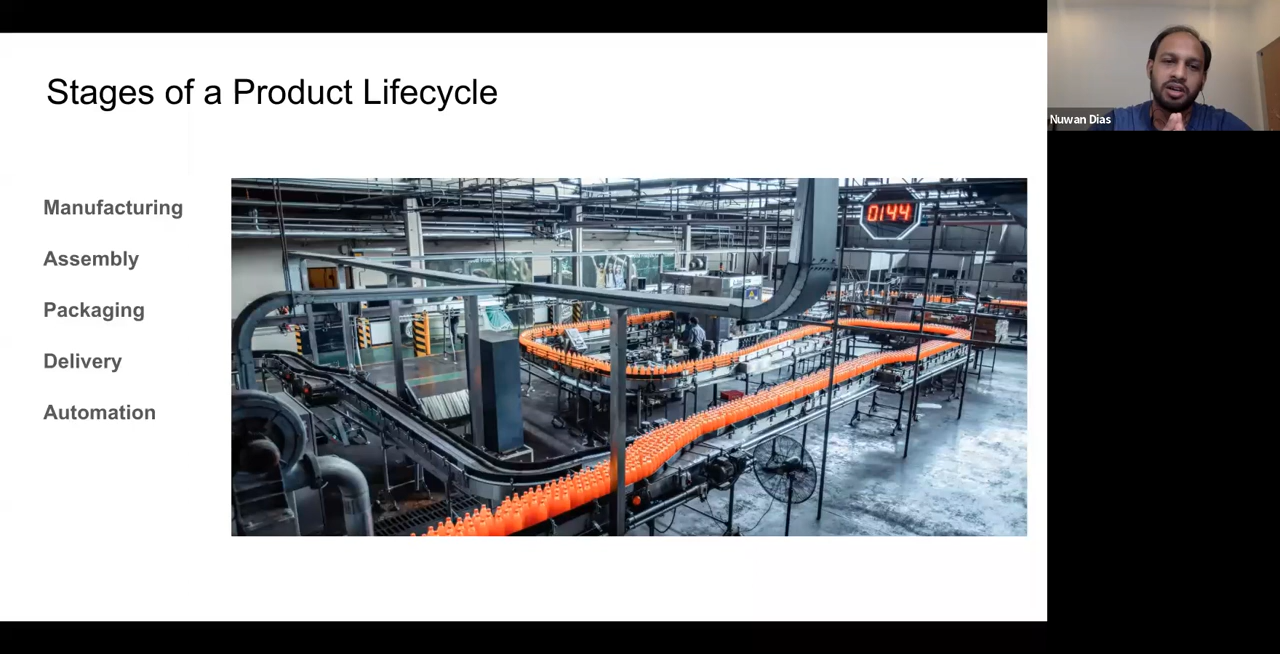 Stages of a Product Lifecycle
Manufacturing
Assembly
Packaging
Delivery
Automation
0144
Nuwan Dias